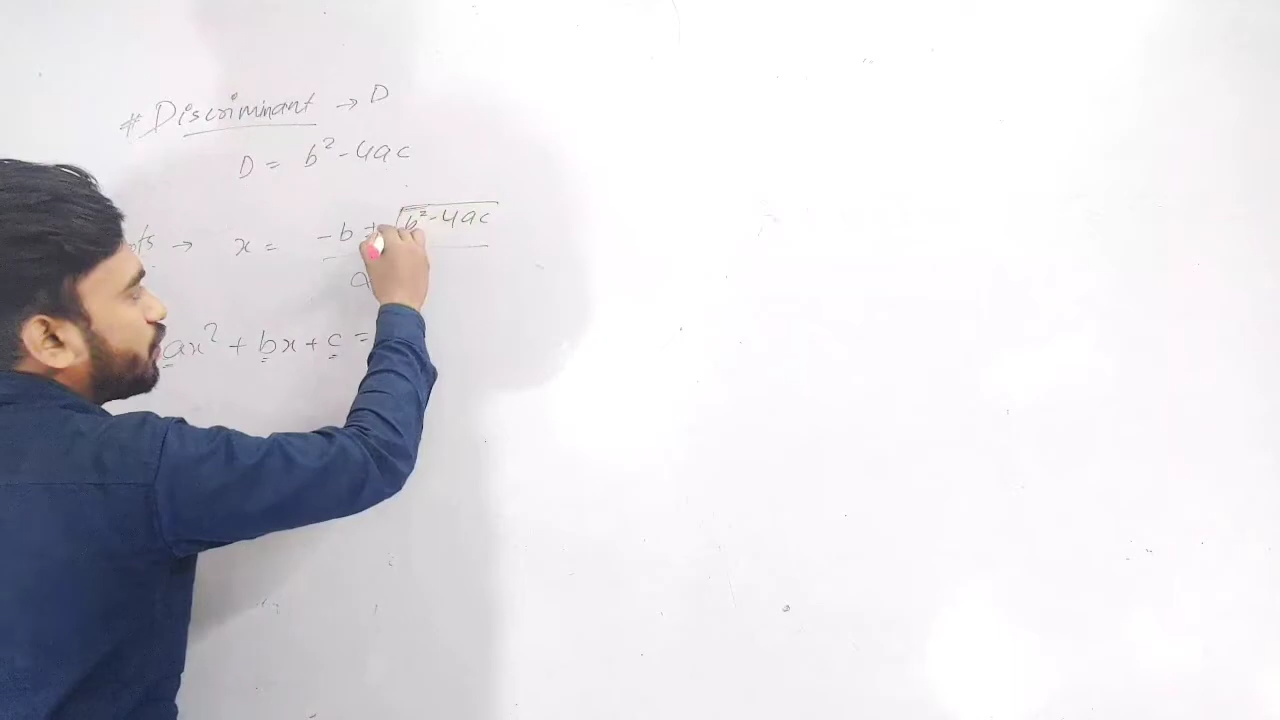 # Discriminant → D
D = b² - 4ac
→ x = -b ± √b² - 4ac
a
ax² + bx + c =